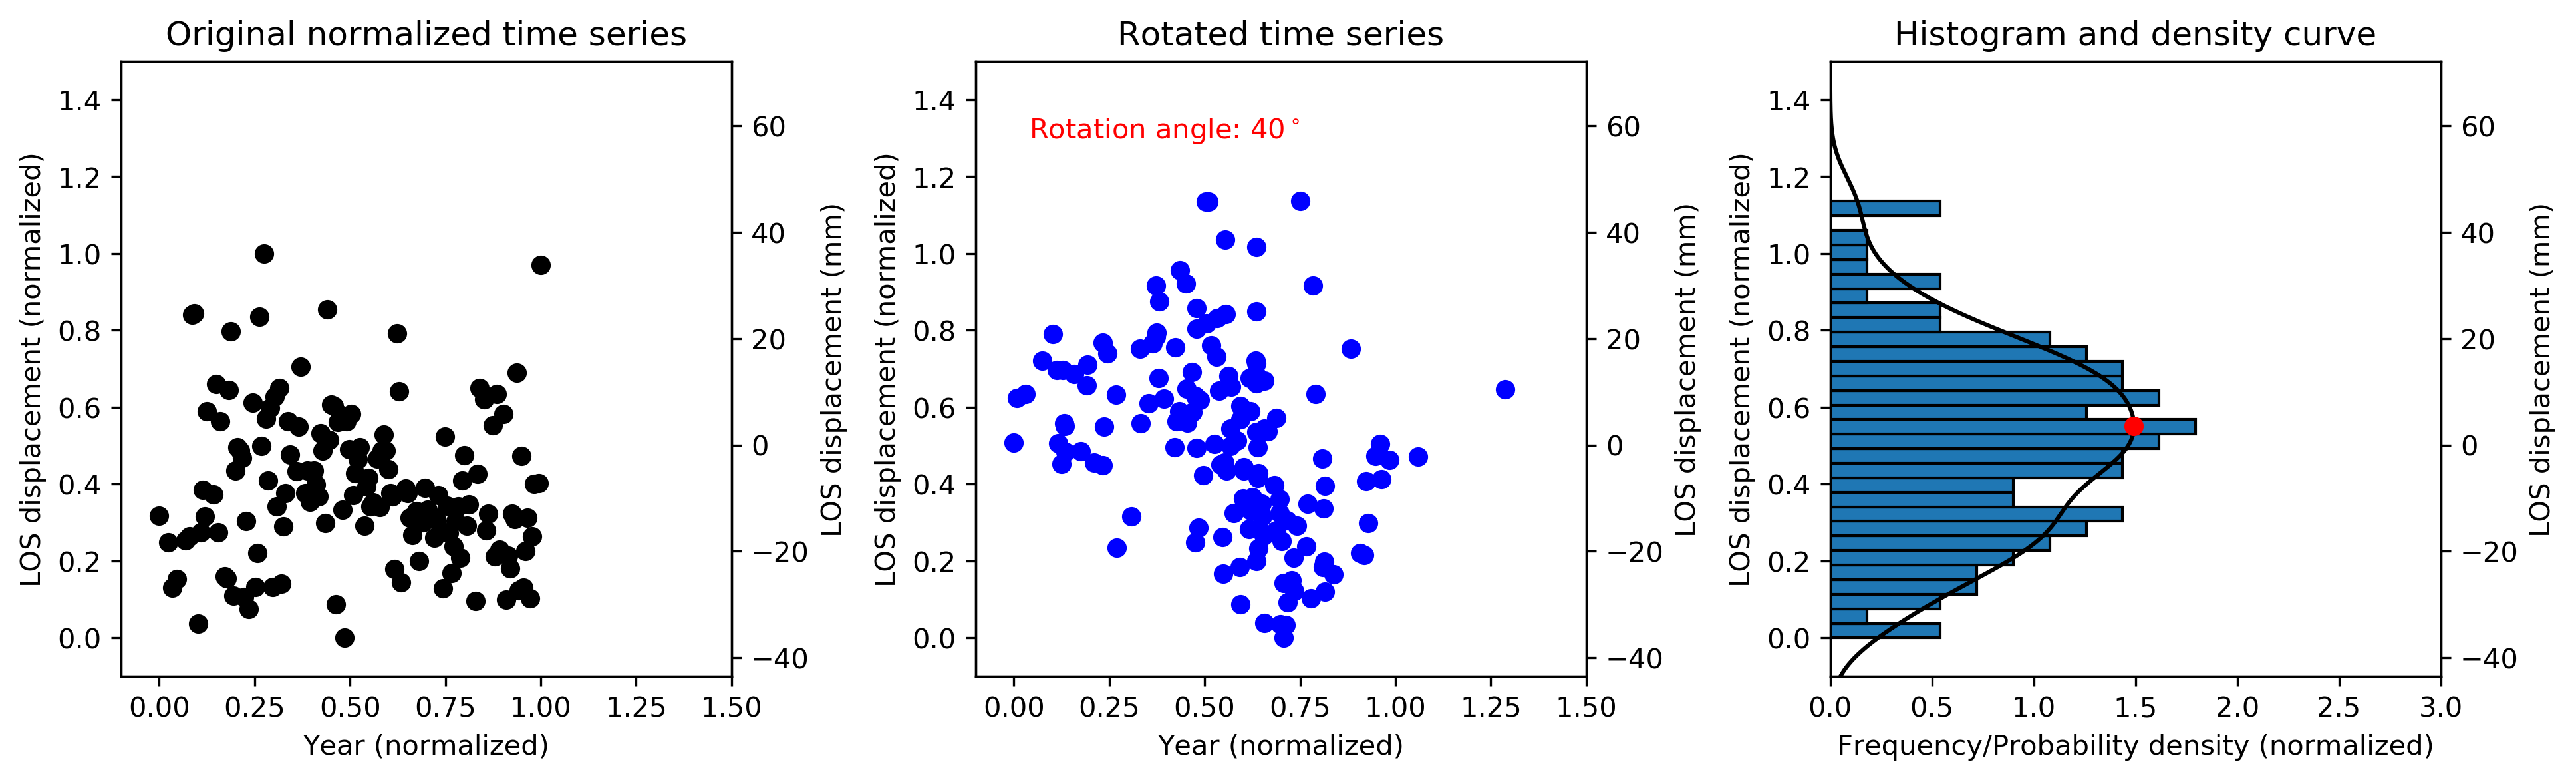 Original normalized time series
LOS displacement (normalized)
1.4
1.2
1.0
0.8
0.6
0.4
0.2
0.0
0.00 0.25 0.50 0.75 1.00 1.25 1.50
Year (normalized)
60
40
20
0
−20
−40
LOS displacement (mm)
Rotated time series
Rotation angle: 40°
LOS displacement (normalized)
1.4
1.2
1.0
0.8
0.6
0.4
0.2
0.0
0.00 0.25 0.50 0.75 1.00 1.25 1.50
Year (normalized)
60
40
20
0
−20
−40
LOS displacement (mm)
Histogram and density curve
LOS displacement (normalized)
1.4
1.2
1.0
0.8
0.6
0.4
0.2
0.0
0.0 0.5 1.0 1.5 2.0 2.5 3.0
Frequency/Probability density (normalized)
60
40
20
0
−20
−40
LOS displacement (mm)